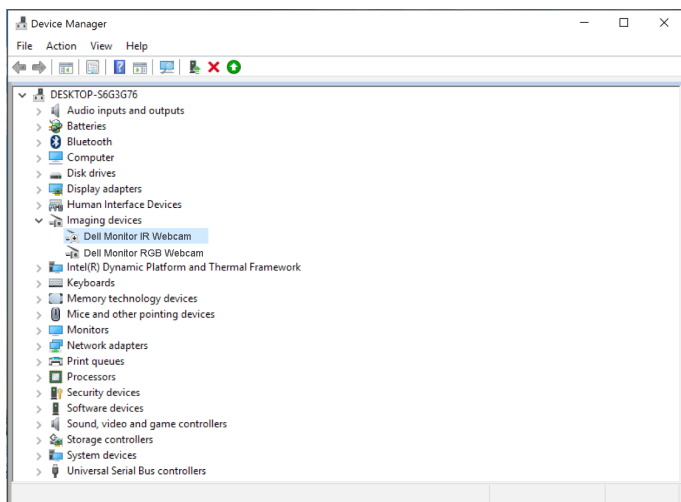 Device Manager
File Action View Help
DESKTOP-S6G3G76
Audio inputs and outputs
Batteries
Bluetooth
Computer
Disk drives
Display adapters
Human Interface Devices
Imaging devices
Dell Monitor IR Webcam
Dell Monitor RGB Webcam
Intel(R) Dynamic Platform and Thermal Framework
Keyboards
Memory technology devices
Mice and other pointing devices
Monitors
Network adapters
Print queues
Processors
Security devices
Software devices
Sound, video and game controllers
Storage controllers
System devices
Universal Serial Bus controllers